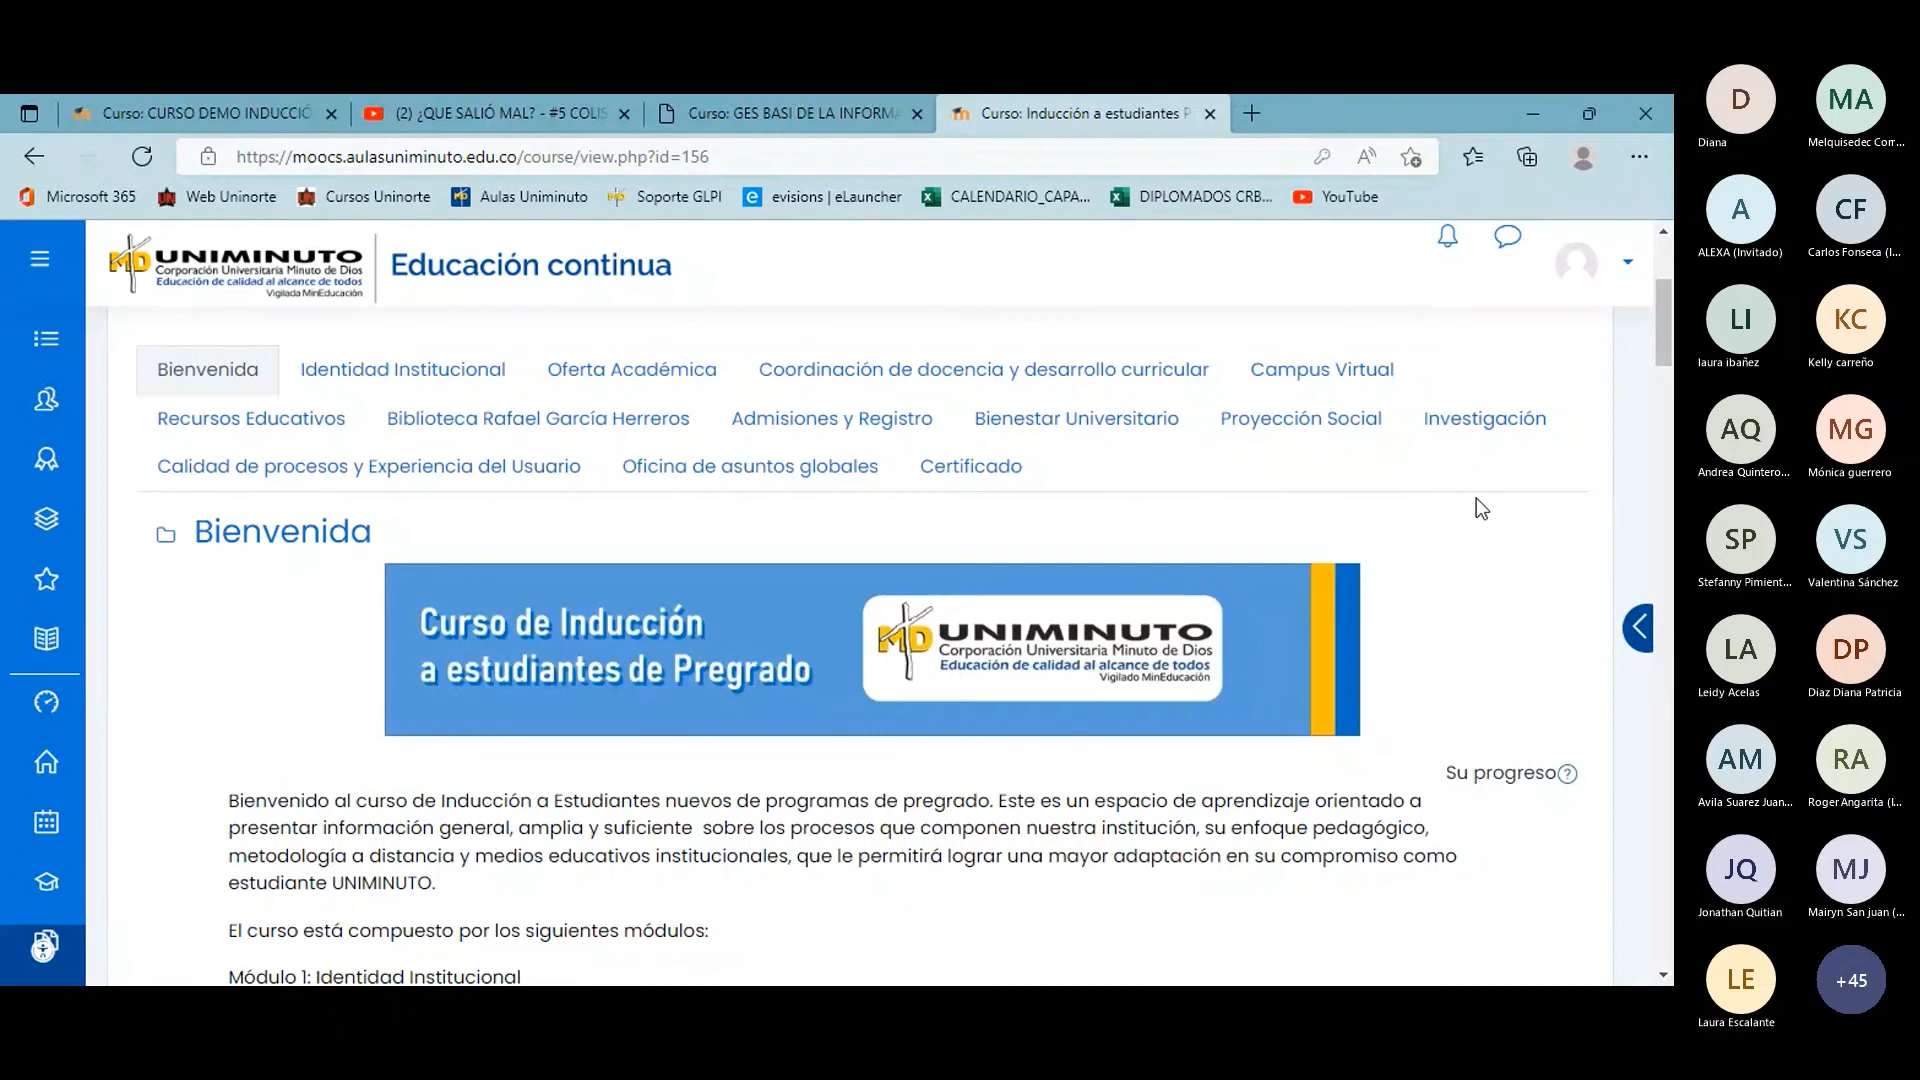 Curso: CURSO DEMO INDUCCIÓ
(2) ¿QUE SALIÓ MAL? - #5 COLIS
Curso: GES BASI DE LA INFORMA
Curso: Inducción a estudiantes P
https://moocs.aulasuniminuto.edu.co/course/view.php?id=156
Microsoft 365 Web Uninorte Cursos Uninorte Aulas Uniminuto Soporte GLPI evisions | eLauncher CALENDARIO_CAPA... DIPLOMADOS CRB... YouTube
MD UNIMINUTO
Corporación Universitaria Minuto de Dios
Educación de calidad al alcance de todos
Vigilada MinEducación
Educación continua
Bienvenida Identidad Institucional Oferta Académica Coordinación de docencia y desarrollo curricular Campus Virtual
Recursos Educativos Biblioteca Rafael García Herreros Admisiones y Registro Bienestar Universitario Proyección Social Investigación
Calidad de procesos y Experiencia del Usuario Oficina de asuntos globales Certificado
Bienvenida
Curso de Inducción
a estudiantes de Pregrado
MD UNIMINUTO
Corporación Universitaria Minuto de Dios
Educación de calidad al alcance de todos
Vigilado MinEducación
Su progreso?
Bienvenido al curso de Inducción a Estudiantes nuevos de programas de pregrado. Este es un espacio de aprendizaje orientado a
presentar información general, amplia y suficiente sobre los procesos que componen nuestra institución, su enfoque pedagógico,
metodología a distancia y medios educativos institucionales, que le permitirá lograr una mayor adaptación en su compromiso como
estudiante UNIMINUTO.
El curso está compuesto por los siguientes módulos:
Módulo 1: Identidad Institucional
D MA
Diana Melquisedec Corr...
A CF
ALEXA (Invitado) Carlos Fonseca (I...
LI KC
laura ibañez Kelly carreño
AQ MG
Andrea Quintero... Mónica guerrero
SP VS
Stefanny Pimient... Valentina Sánchez
LA DP
Leidy Acelas Diaz Diana Patricia
AM RA
Avila Suarez Juan... Roger Angarita (I...
JQ MJ
Jonathan Quitian Mairyn San juan (...
LE +45
Laura Escalante